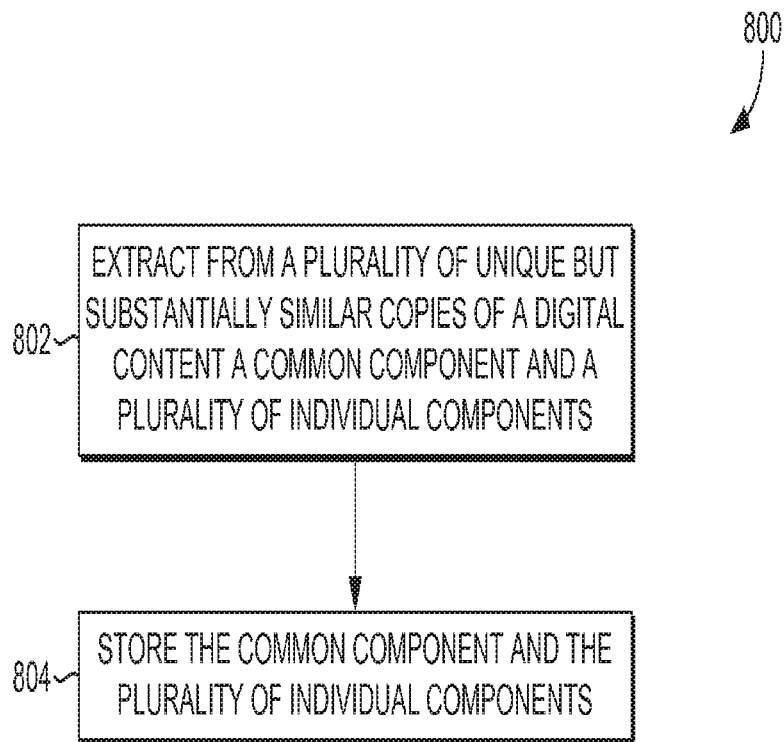 800
EXTRACT FROM A PLURALITY OF UNIQUE BUT
SUBSTANTIALLY SIMILAR COPIES OF A DIGITAL
CONTENT A COMMON COMPONENT AND A
PLURALITY OF INDIVIDUAL COMPONENTS
802
STORE THE COMMON COMPONENT AND THE
PLURALITY OF INDIVIDUAL COMPONENTS
804